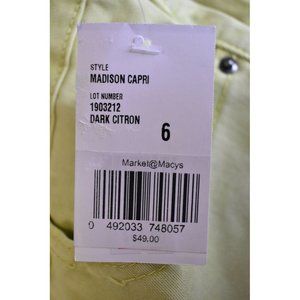 STYLE
MADISON CAPRI
LOT NUMBER
1903212
DARK CITRON
6
Market@Macys
0 492033 748057
$49.00